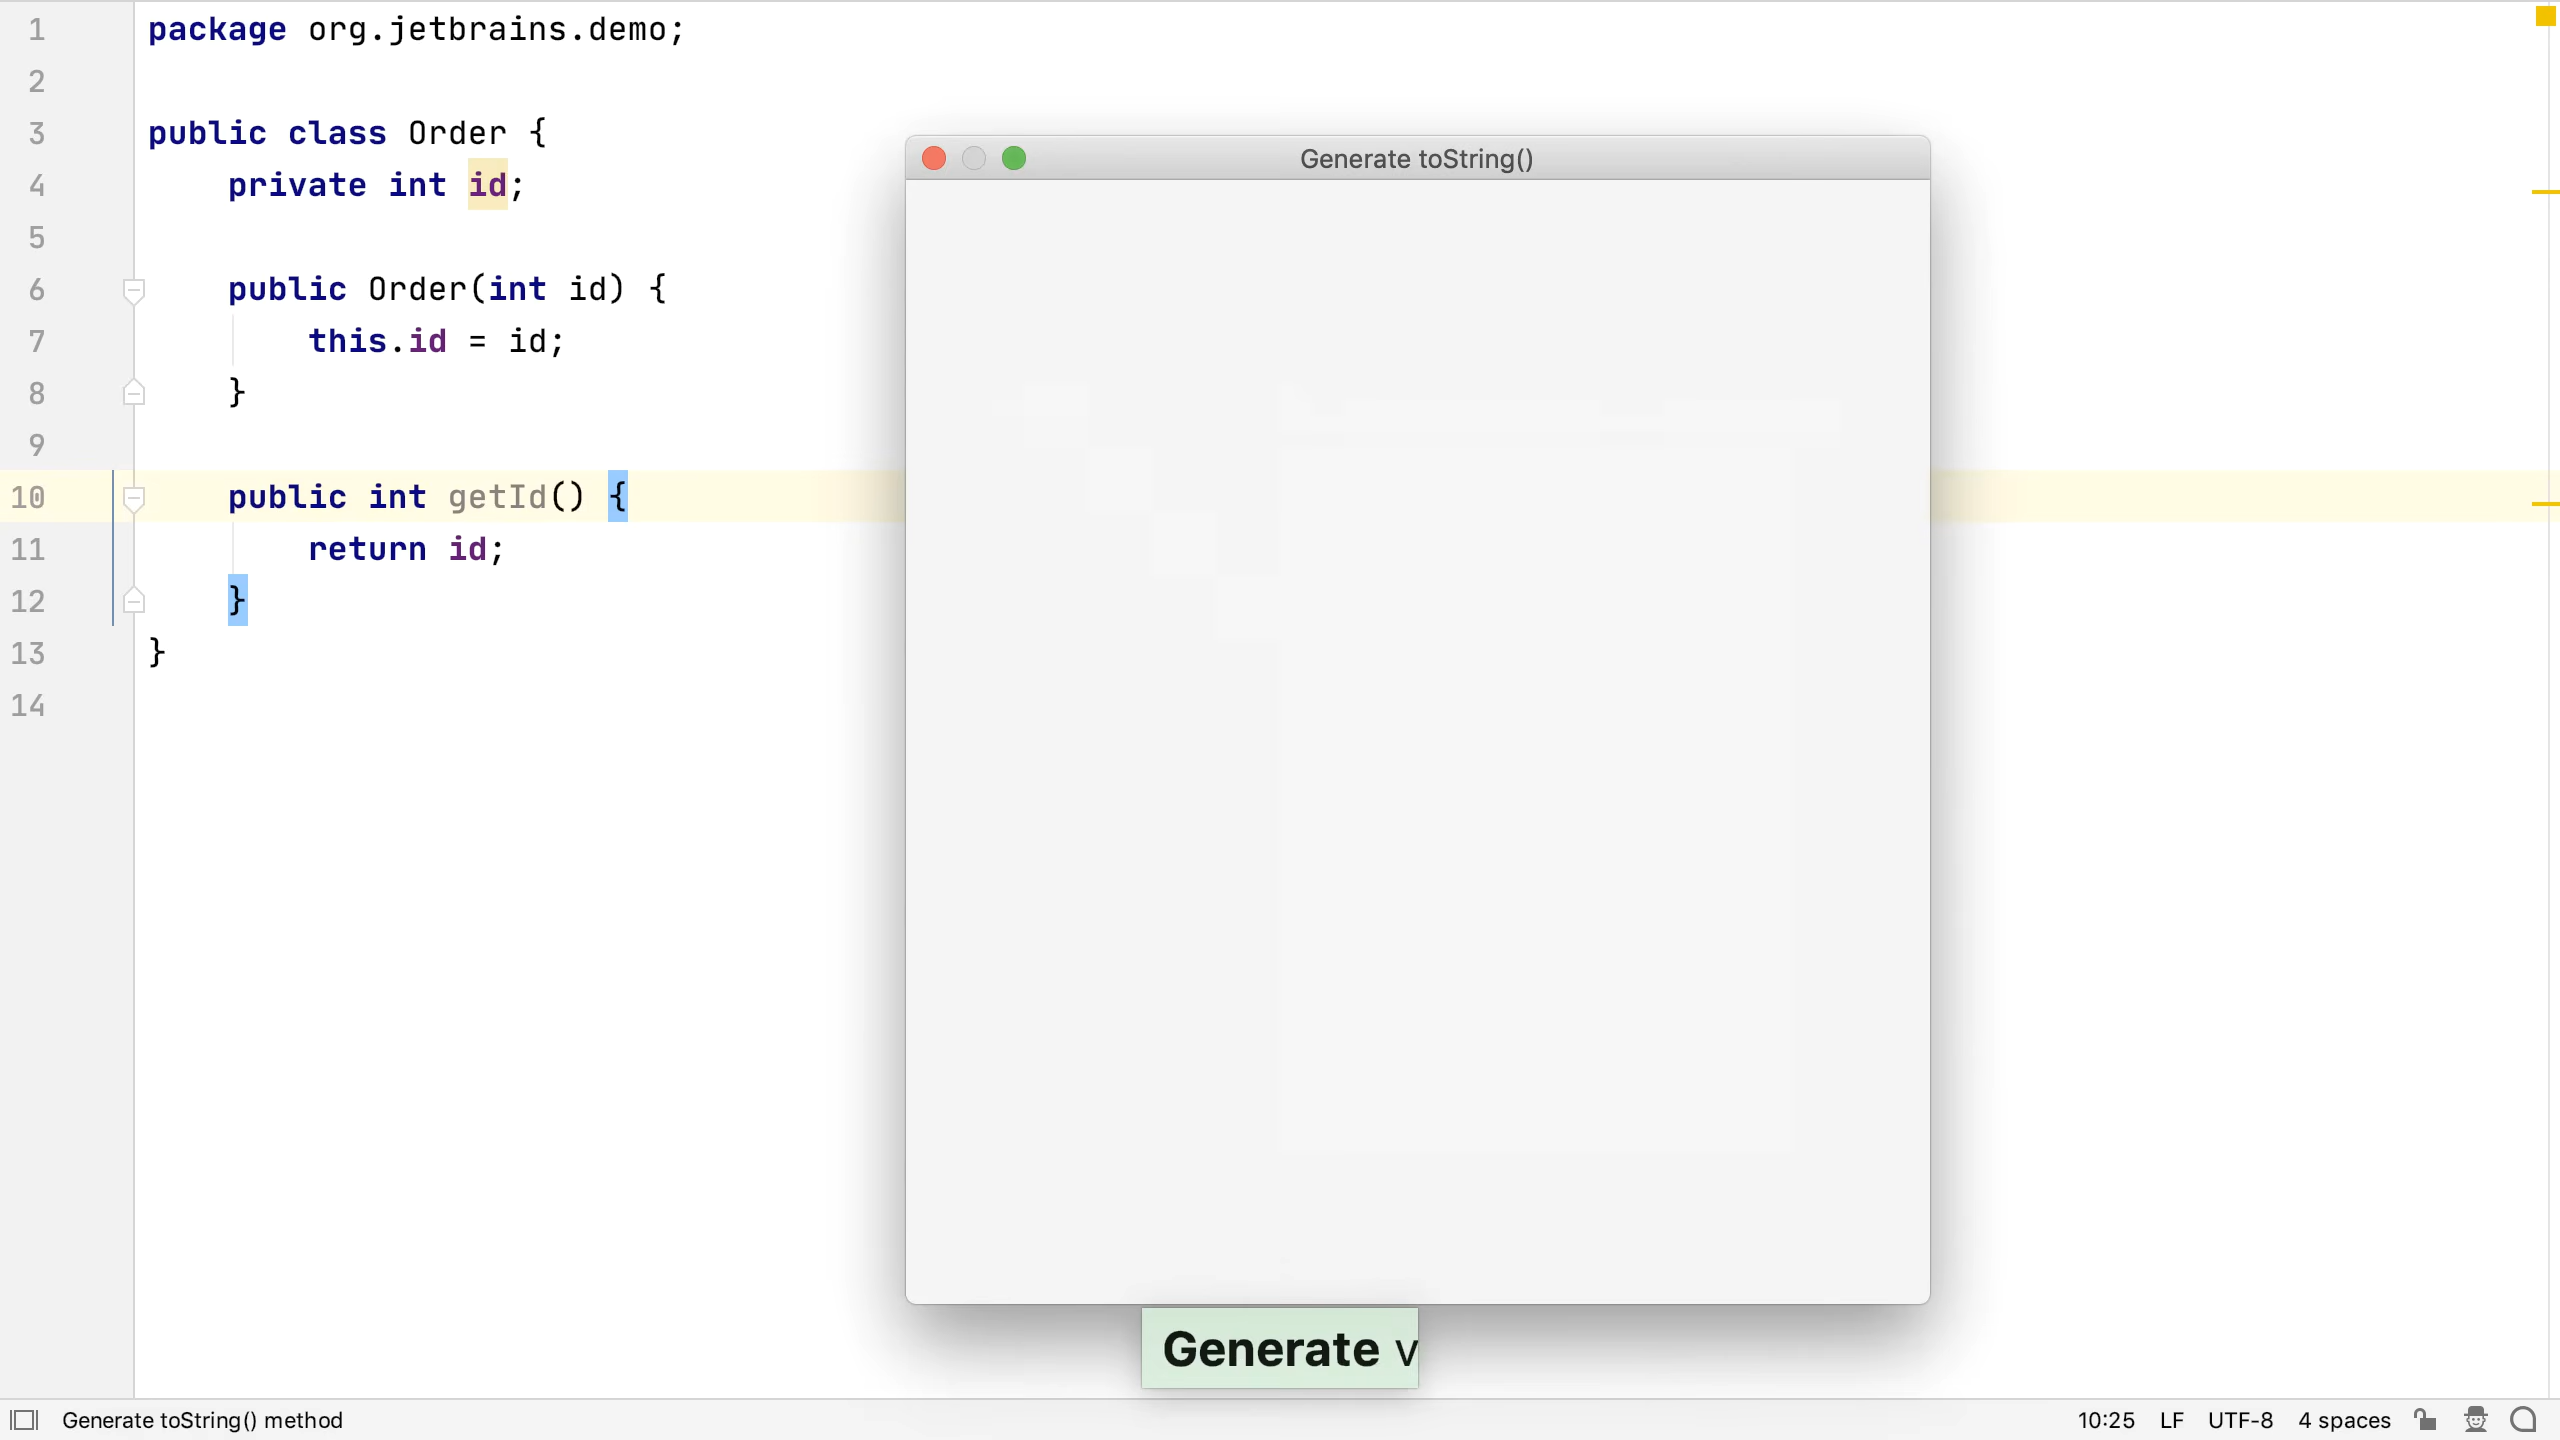 1 package org.jetbrains.demo;
2
3 public class Order {
4     private int id;
5
6     public Order(int id) {
7         this.id = id;
8     }
9
10     public int getId() {
11         return id;
12     }
13 }
14
Generate toString()
Generate v
Generate toString() method 10:25 LF UTF-8 4 spaces